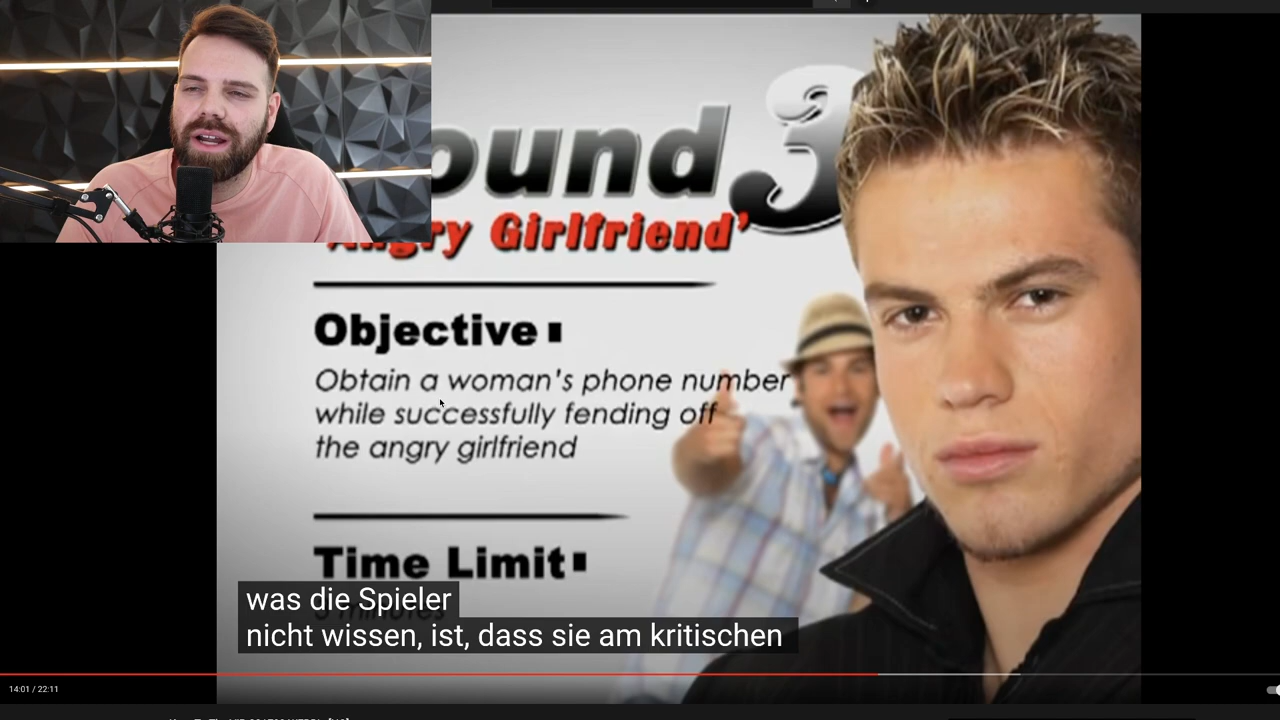 ound 3
Angry Girlfriend'
Objective
Obtain a woman's phone number
while successfully fending off
the angry girlfriend
Time Limit
was die Spieler
nicht wissen, ist, dass sie am kritischen
14:01 / 22:11